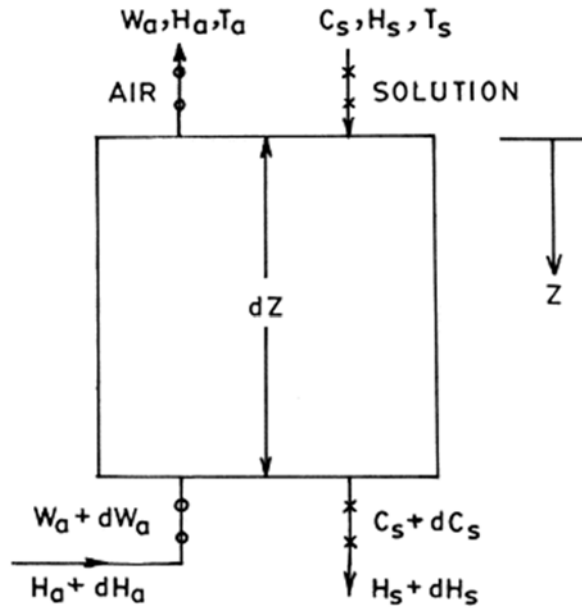 Wa, Ha, Ta
Cs, Hs, Ts
AIR
SOLUTION
dZ
Z
Wa + dWa
Cs + dCs
Ha + dHa
Hs + dHs